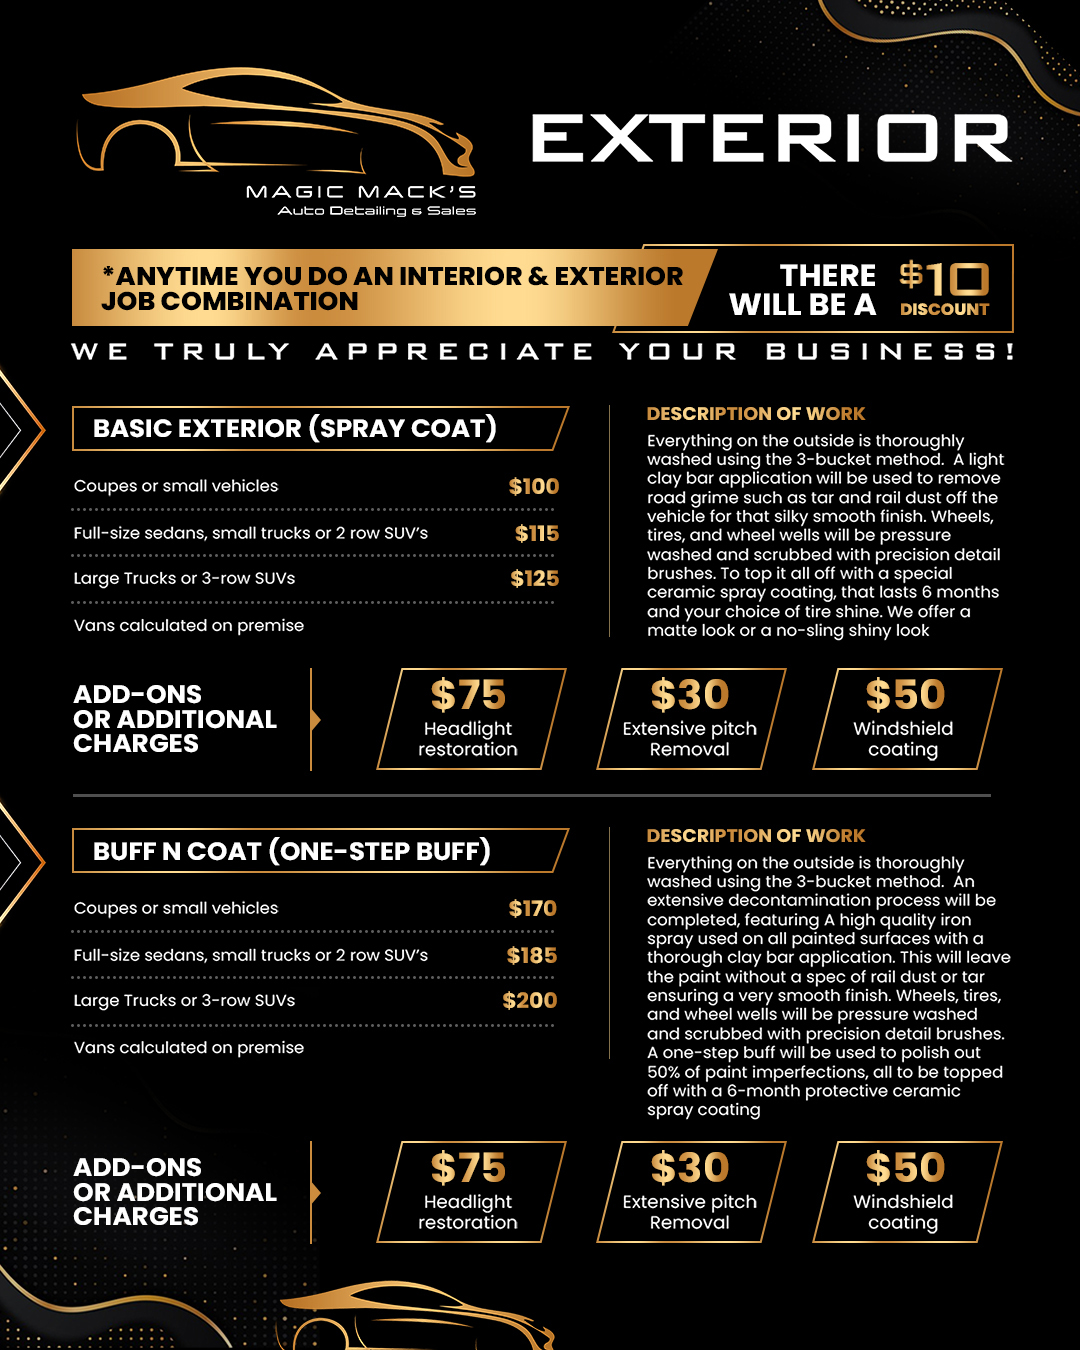 MAGIC MACK'S
Auto Detailing & Sales
EXTERIOR
*ANYTIME YOU DO AN INTERIOR & EXTERIOR
JOB COMBINATION
THERE
WILL BE A
$10
DISCOUNT
WE TRULY APPRECIATE YOUR BUSINESS!
BASIC EXTERIOR (SPRAY COAT)
Coupes or small vehicles $100
Full-size sedans, small trucks or 2 row SUV's $115
Large Trucks or 3-row SUVs $125
Vans calculated on premise
DESCRIPTION OF WORK
Everything on the outside is thoroughly
washed using the 3-bucket method.  A light
clay bar application will be used to remove
road grime such as tar and rail dust off the
vehicle for that silky smooth finish. Wheels,
tires, and wheel wells will be pressure
washed and scrubbed with precision detail
brushes. To top it all off with a special
ceramic spray coating, that lasts 6 months
and your choice of tire shine. We offer a
matte look or a no-sling shiny look
ADD-ONS
OR ADDITIONAL
CHARGES
$75
Headlight
restoration
$30
Extensive pitch
Removal
$50
Windshield
coating
BUFF N COAT (ONE-STEP BUFF)
Coupes or small vehicles $170
Full-size sedans, small trucks or 2 row SUV's $185
Large Trucks or 3-row SUVs $200
Vans calculated on premise
DESCRIPTION OF WORK
Everything on the outside is thoroughly
washed using the 3-bucket method.  An
extensive decontamination process will be
completed, featuring A high quality iron
spray used on all painted surfaces with a
thorough clay bar application. This will leave
the paint without a spec of rail dust or tar
ensuring a very smooth finish. Wheels, tires,
and wheel wells will be pressure washed
and scrubbed with precision detail brushes.
A one-step buff will be used to polish out
50% of paint imperfections, all to be topped
off with a 6-month protective ceramic
spray coating
ADD-ONS
OR ADDITIONAL
CHARGES
$75
Headlight
restoration
$30
Extensive pitch
Removal
$50
Windshield
coating